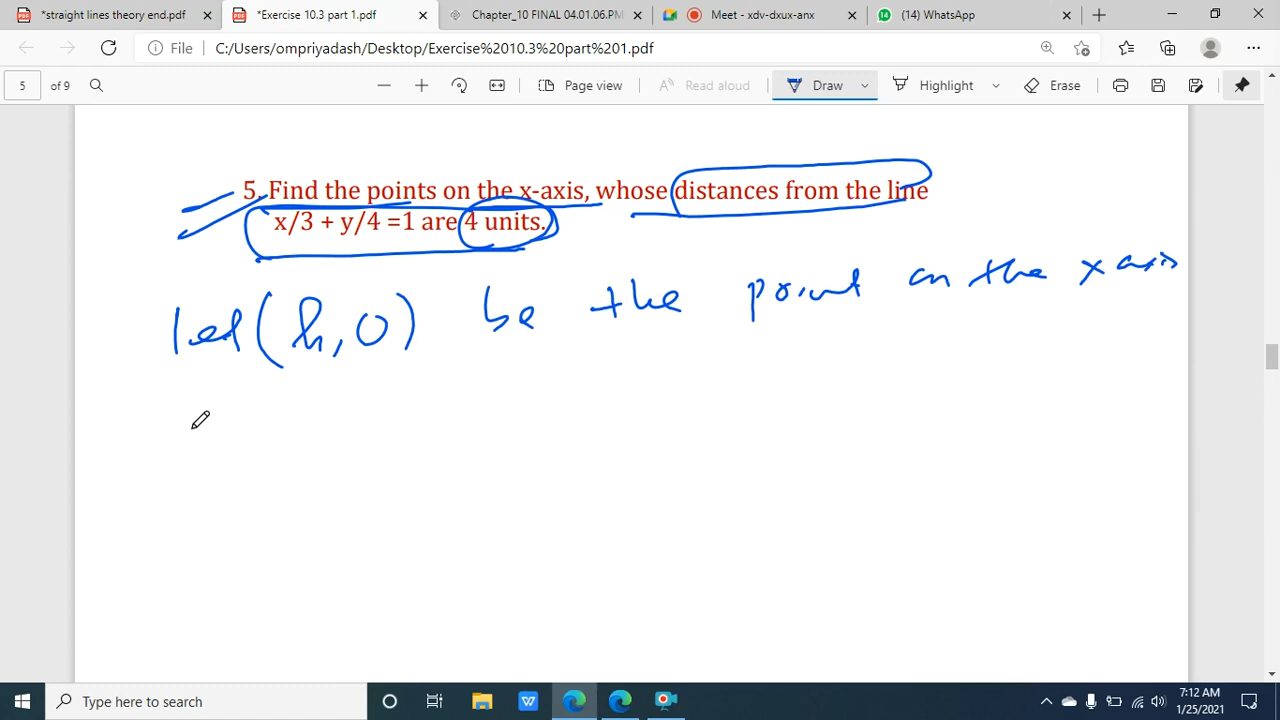 *straight lines theory end.pdf
*Exercise 10.3 part 1.pdf
Chapter_10 FINAL 04.01.06.PM
Meet - xdv-dxux-anx
(14) WhatsApp
File C:/Users/ompriyadash/Desktop/Exercise%2010.3%20part%201.pdf
5 of 9 Page view Read aloud Draw Highlight Erase
5. Find the points on the x-axis, whose distances from the line
x/3 + y/4 =1 are 4 units.
let (h, 0) be the point on the x axis
Type here to search
7:12 AM
1/25/2021